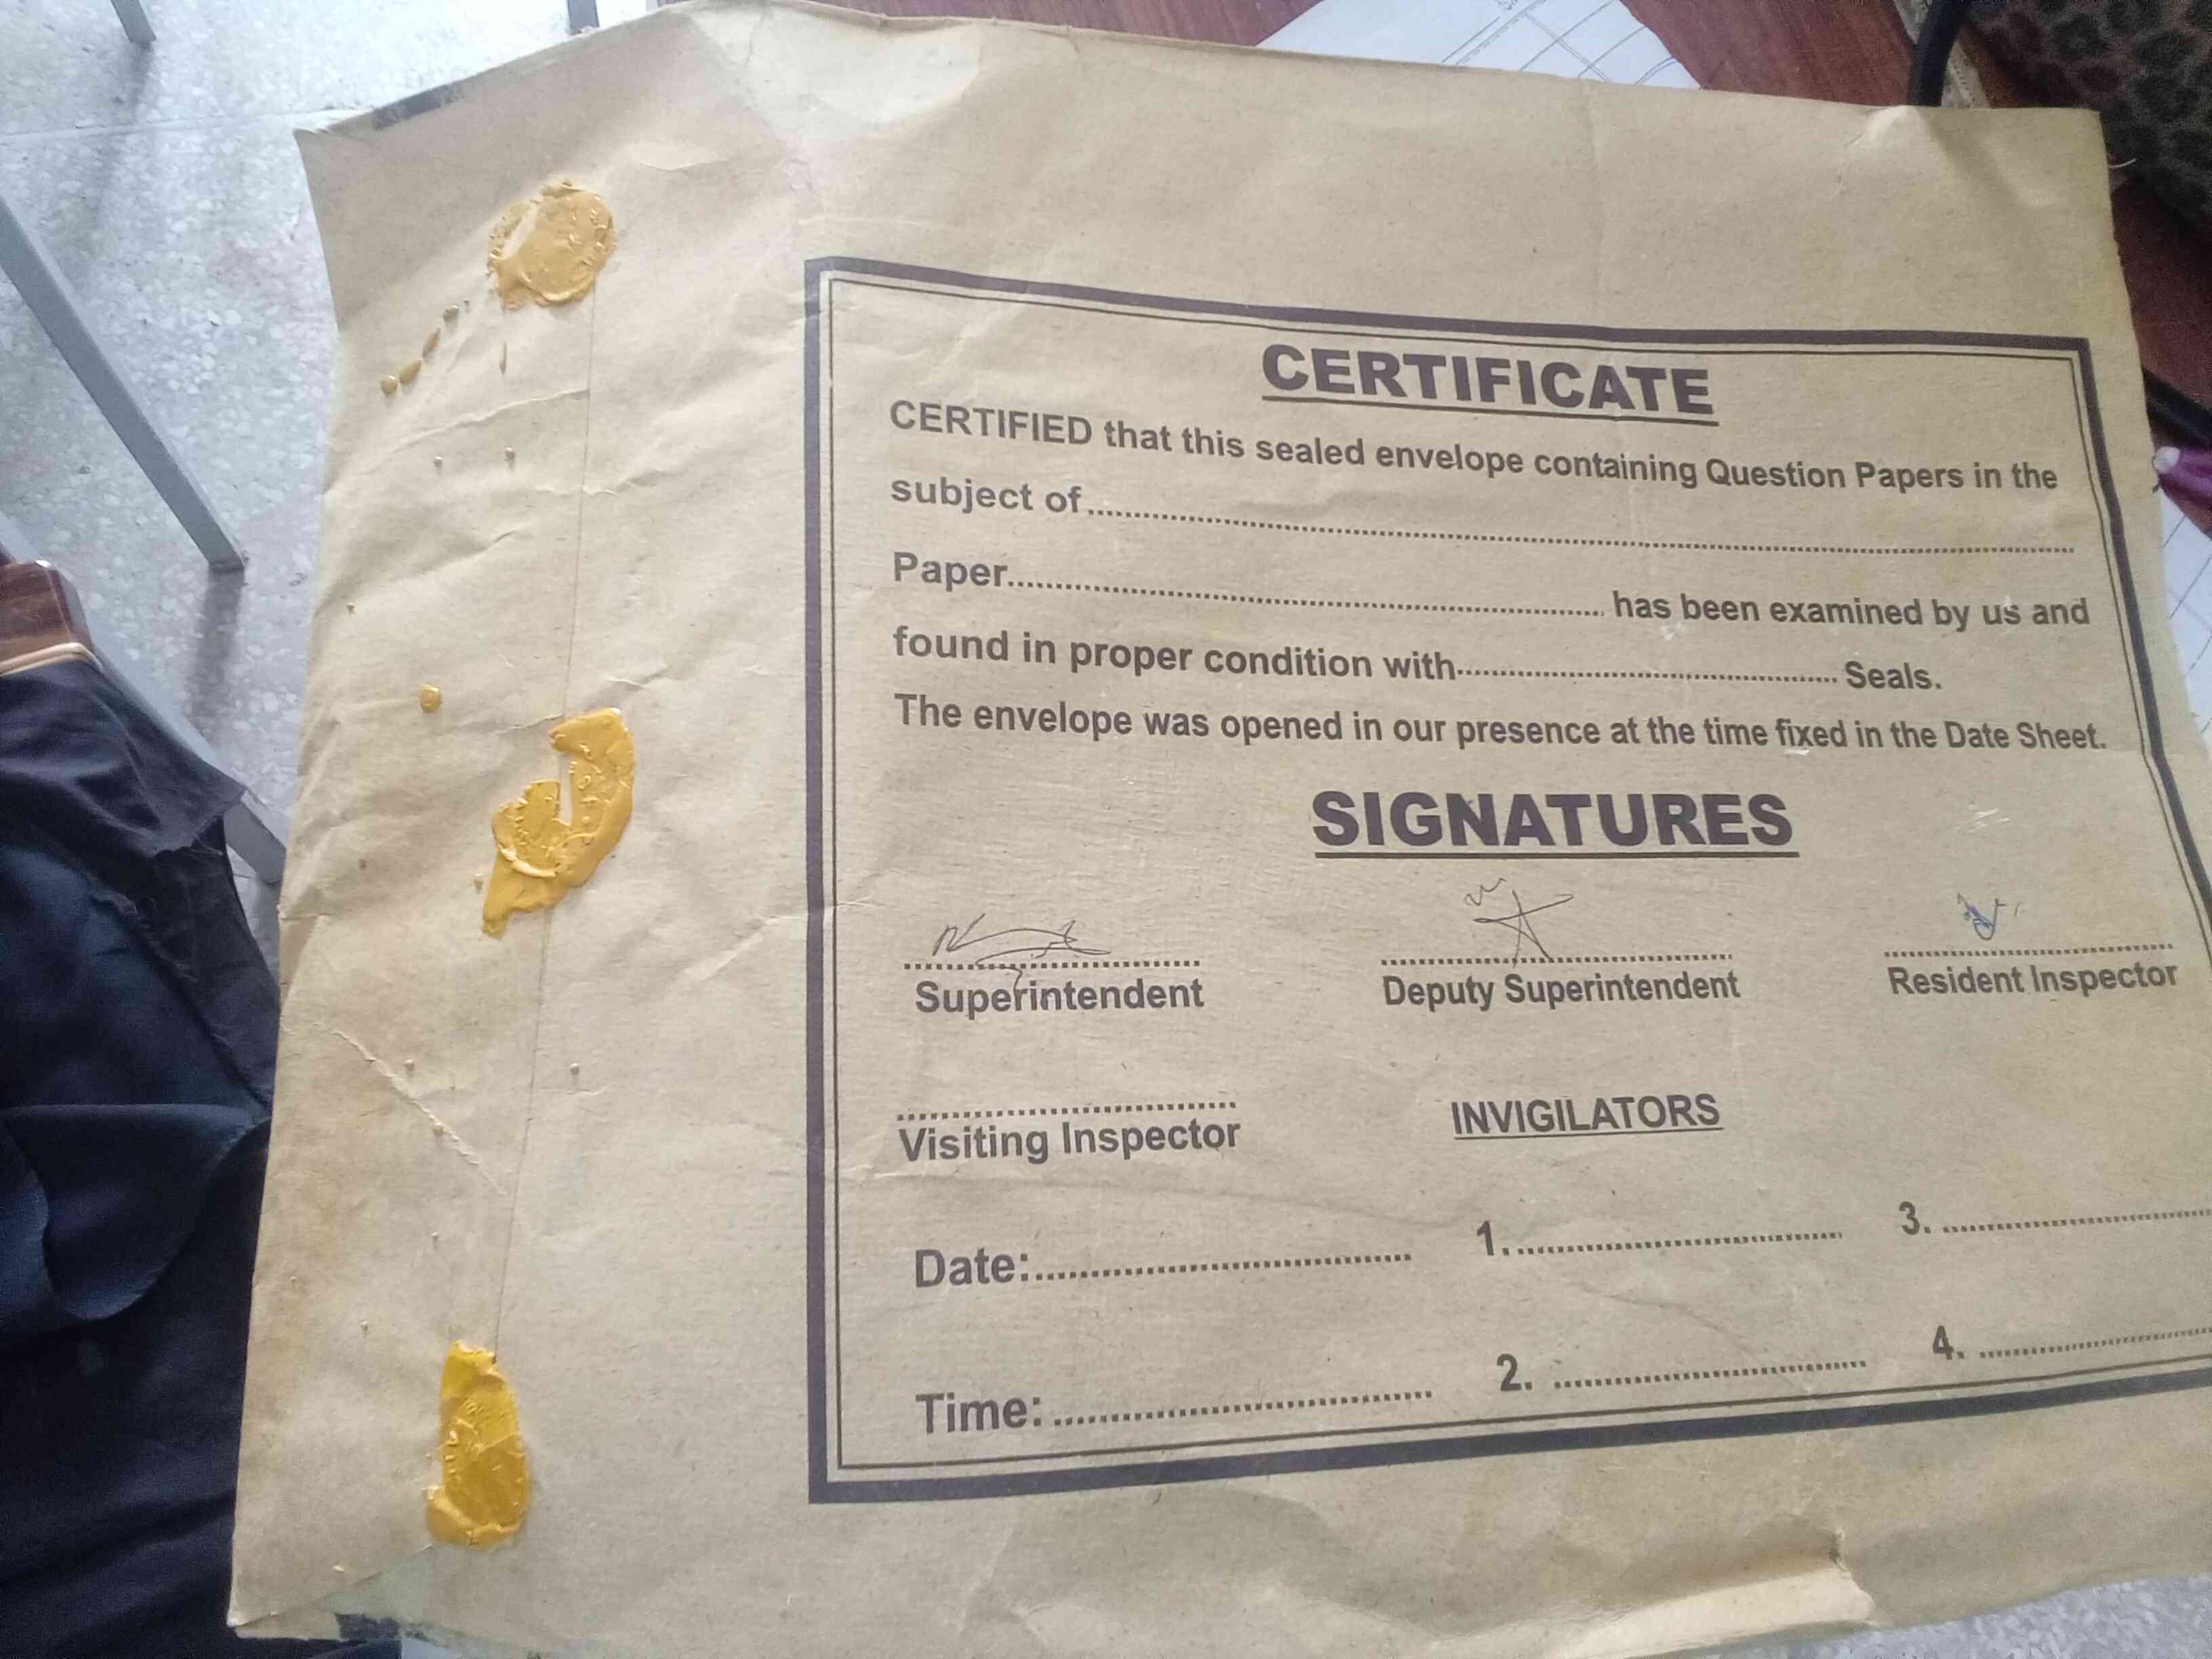 CERTIFICATE
CERTIFIED that this sealed envelope containing Question Papers in the
subject of
Paper has been examined by us and
found in proper condition with Seals.
The envelope was opened in our presence at the time fixed in the Date Sheet.
SIGNATURES
Superintendent Deputy Superintendent Resident Inspector
Visiting Inspector INVIGILATORS
Date: 1. 3.
Time: 2. 4.